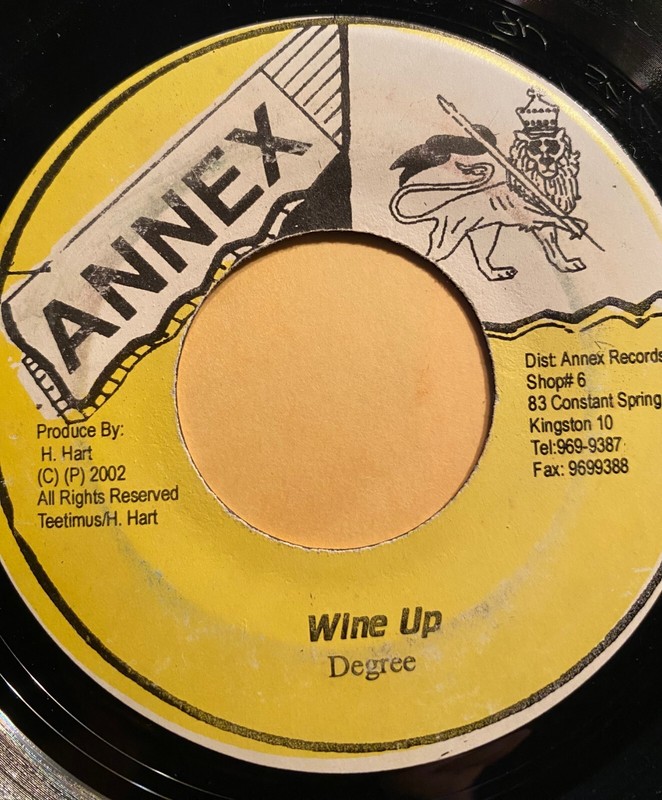 ANNEX
Dist: Annex Records
Shop# 6
83 Constant Spring
Kingston 10
Tel:969-9387
Fax: 9699388
Produce By:
H. Hart
(C) (P) 2002
All Rights Reserved
Teetimus/H. Hart
Wine Up
Degree